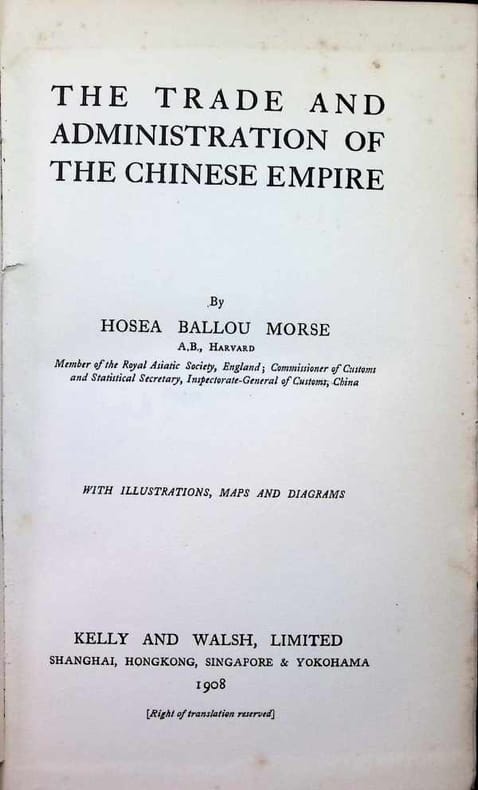 THE TRADE AND
ADMINISTRATION OF
THE CHINESE EMPIRE
By
HOSEA BALLOU MORSE
A.B., HARVARD
Member of the Royal Asiatic Society, England; Commissioner of Customs
and Statistical Secretary, Inspectorate-General of Customs, China
WITH ILLUSTRATIONS, MAPS AND DIAGRAMS
KELLY AND WALSH, LIMITED
SHANGHAI, HONGKONG, SINGAPORE & YOKOHAMA
1908
[Right of translation reserved]